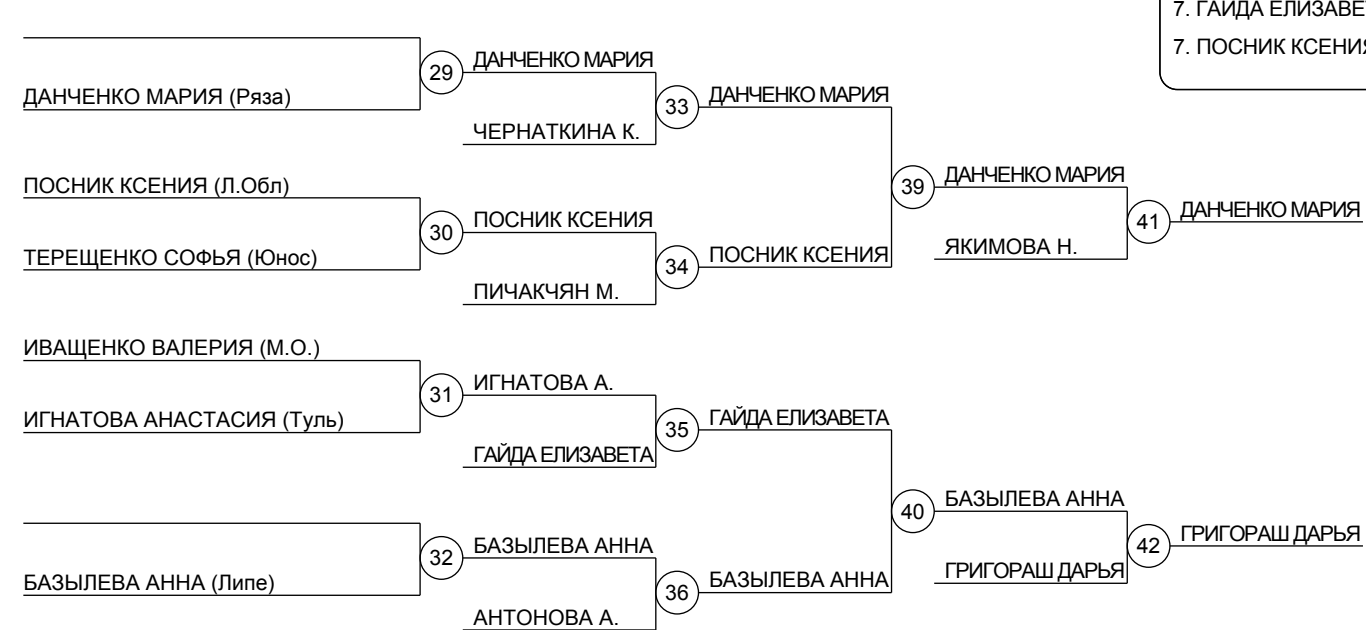 7. ГАЙДА ЕЛИЗАВЕ
7. ПОСНИК КСЕНИЯ
29 ДАНЧЕНКО МАРИЯ
ДАНЧЕНКО МАРИЯ (Ряза)
33 ДАНЧЕНКО МАРИЯ
ЧЕРНАТКИНА К.
39 ДАНЧЕНКО МАРИЯ
ПОСНИК КСЕНИЯ (Л.Обл)
41 ДАНЧЕНКО МАРИЯ
30 ПОСНИК КСЕНИЯ
ЯКИМОВА Н.
ТЕРЕЩЕНКО СОФЬЯ (Юнос)
34 ПОСНИК КСЕНИЯ
ПИЧАКЧЯН М.
ИВАЩЕНКО ВАЛЕРИЯ (М.О.)
31 ИГНАТОВА А.
ИГНАТОВА АНАСТАСИЯ (Туль)
35 ГАЙДА ЕЛИЗАВЕТА
ГАЙДА ЕЛИЗАВЕТА
40 БАЗЫЛЕВА АННА
42 ГРИГОРАШ ДАРЬЯ
32 БАЗЫЛЕВА АННА
ГРИГОРАШ ДАРЬЯ
БАЗЫЛЕВА АННА (Липе)
36 БАЗЫЛЕВА АННА
АНТОНОВА А.